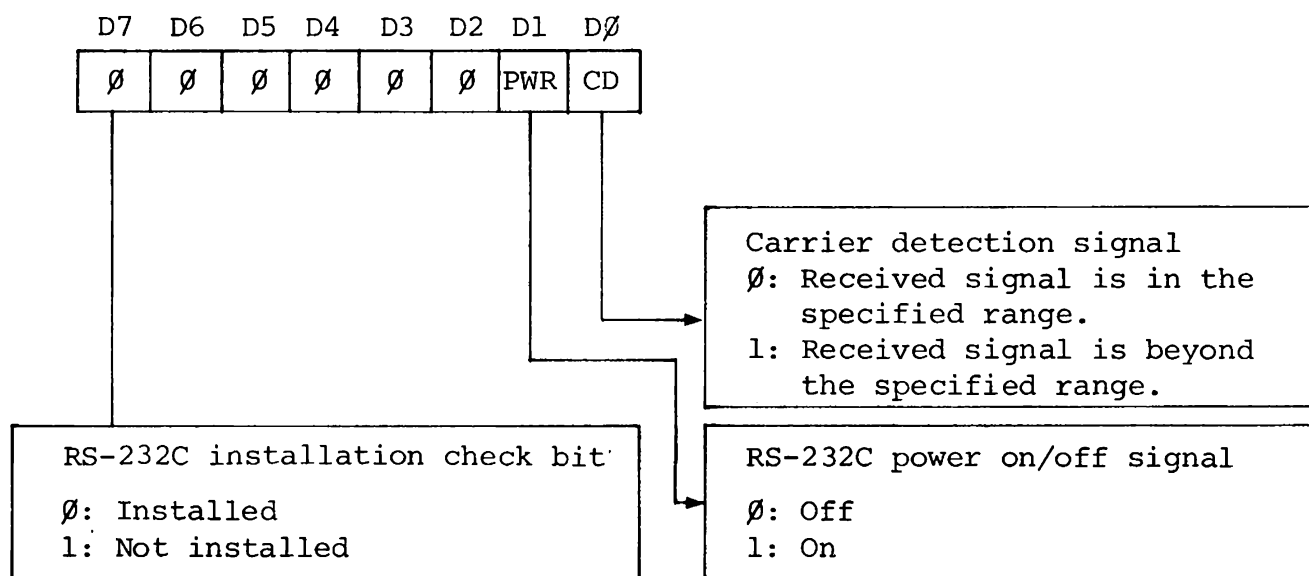 D7 D6 D5 D4 D3 D2 D1 DØ
Ø Ø Ø Ø Ø Ø PWR CD
Carrier detection signal
Ø: Received signal is in the
specified range.
1: Received signal is beyond
the specified range.
RS-232C installation check bit
Ø: Installed
1: Not installed
RS-232C power on/off signal
Ø: Off
1: On